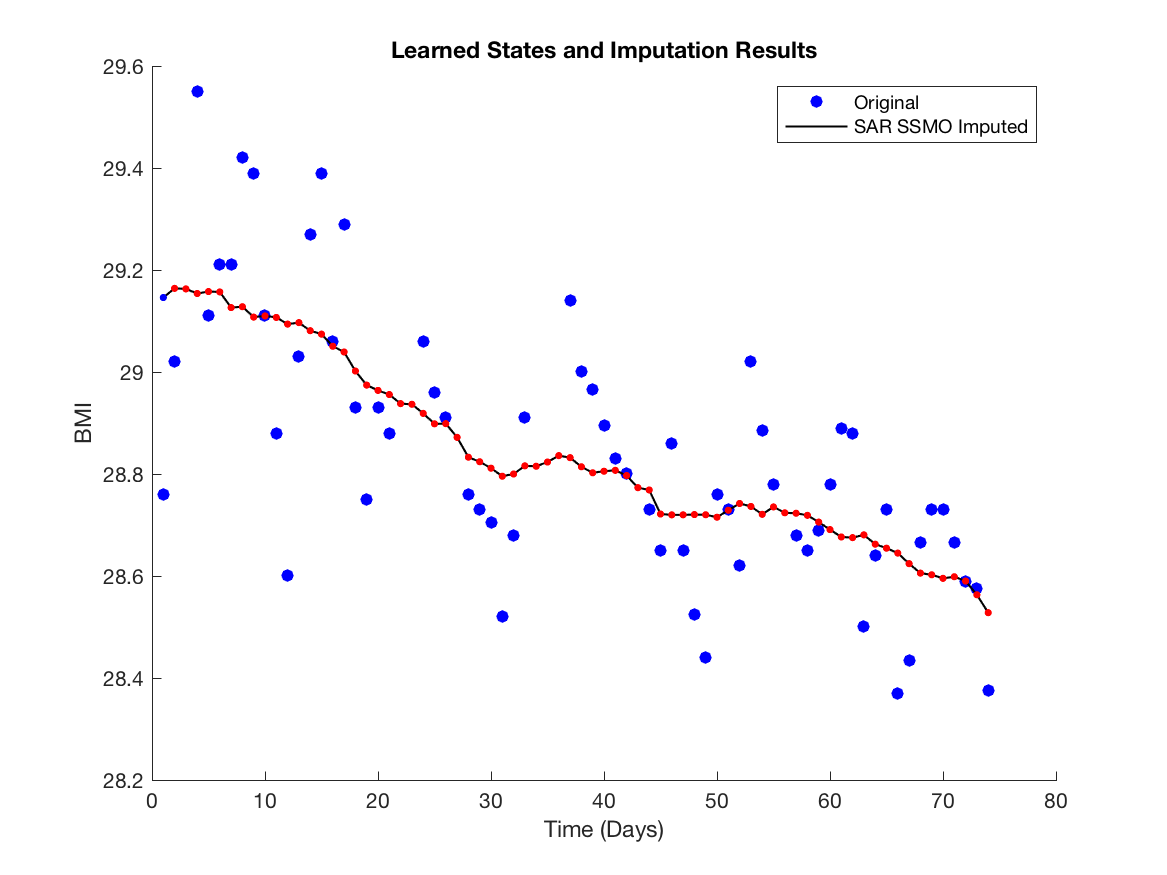 Learned States and Imputation Results
29.6
29.4
29.2
29
28.8
28.6
28.4
28.2
BMI
Original
SAR SSMO Imputed
0 10 20 30 40 50 60 70 80
Time (Days)